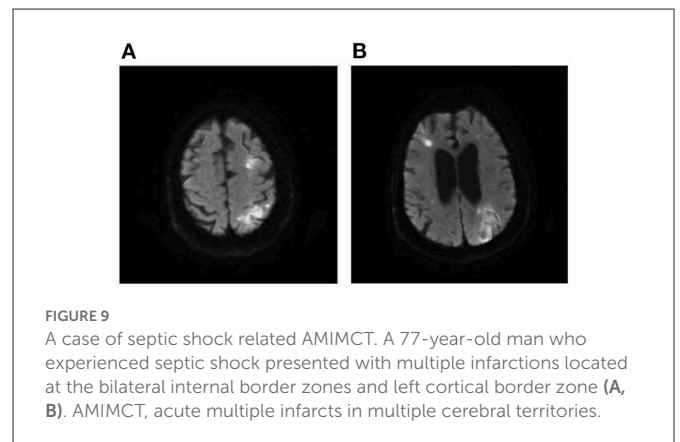 A
B
FIGURE 9
A case of septic shock related AMIMCT. A 77-year-old man who
experienced septic shock presented with multiple infarctions located
at the bilateral internal border zones and left cortical border zone (A,
B). AMIMCT, acute multiple infarcts in multiple cerebral territories.